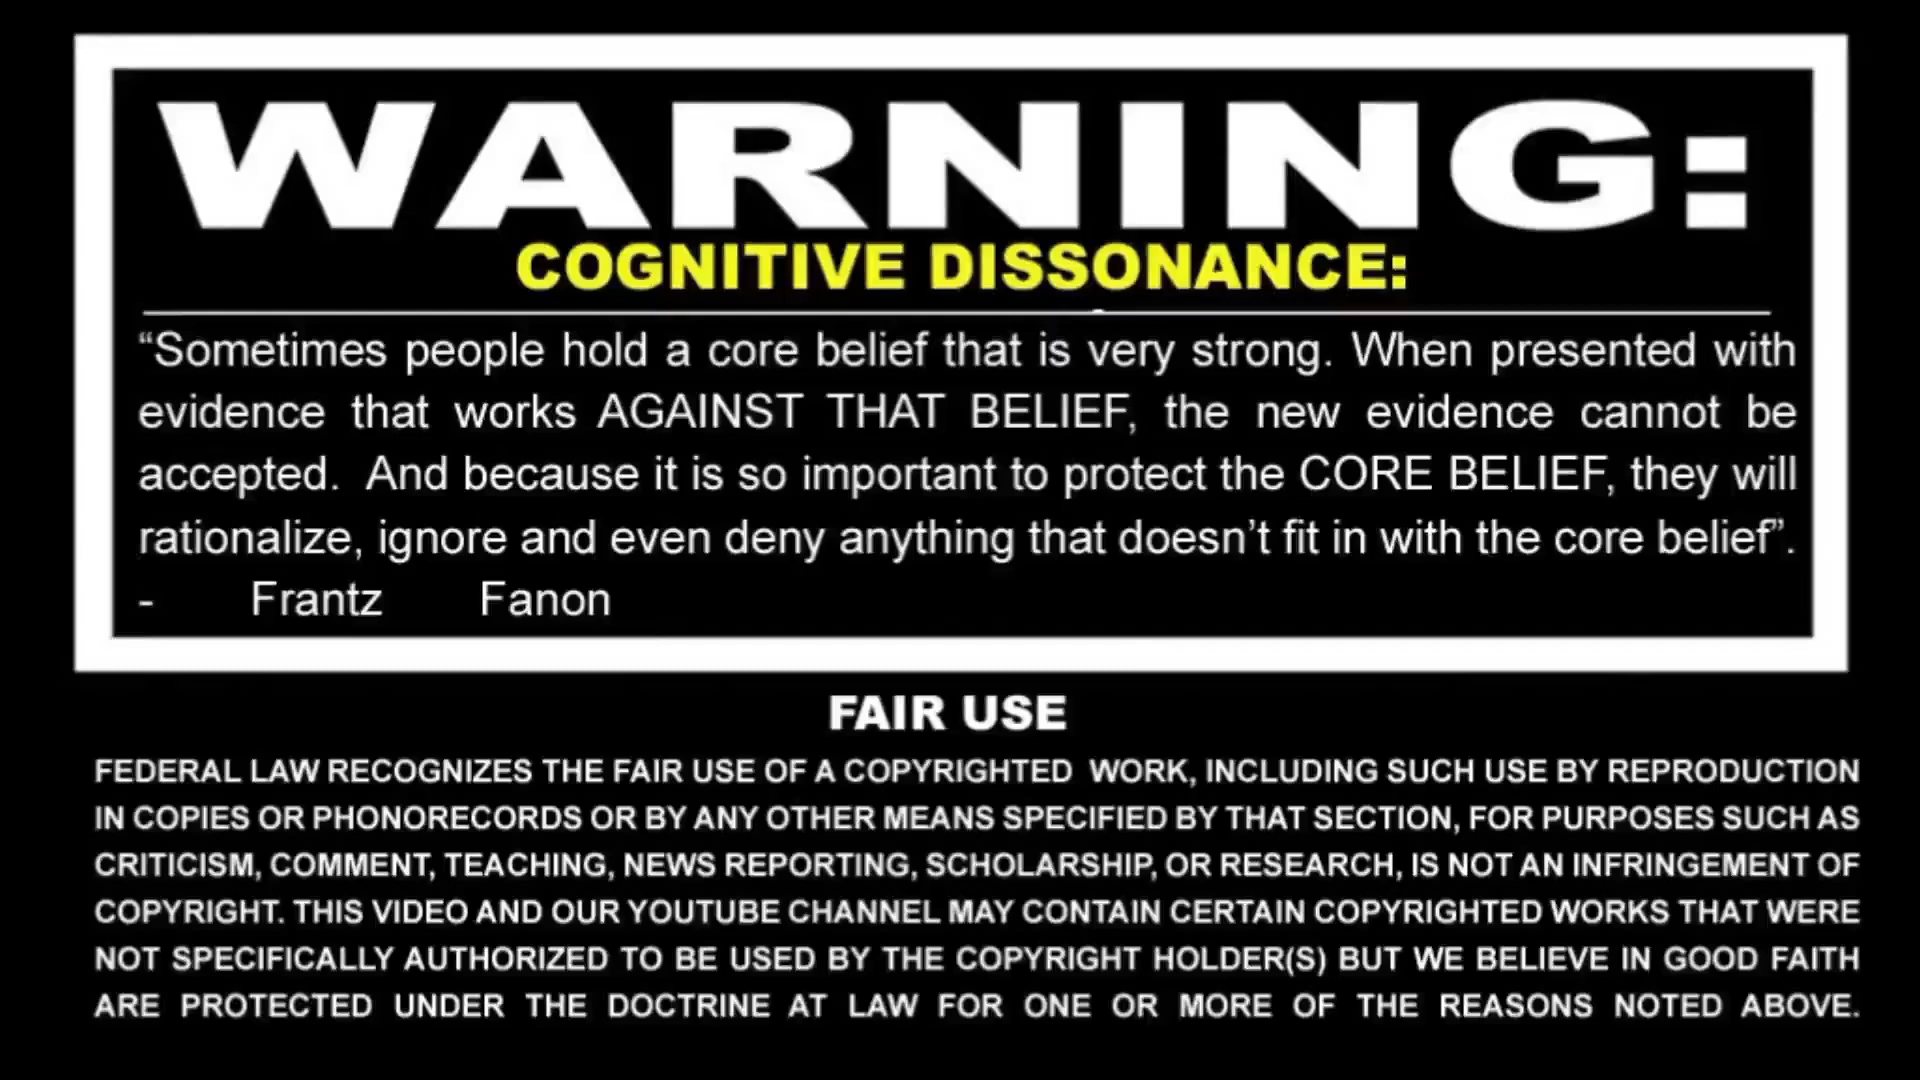 WARNING:
COGNITIVE DISSONANCE:
“Sometimes people hold a core belief that is very strong. When presented with
evidence that works AGAINST THAT BELIEF, the new evidence cannot be
accepted. And because it is so important to protect the CORE BELIEF, they will
rationalize, ignore and even deny anything that doesn’t fit in with the core belief”.
- Frantz Fanon
FAIR USE
FEDERAL LAW RECOGNIZES THE FAIR USE OF A COPYRIGHTED WORK, INCLUDING SUCH USE BY REPRODUCTION
IN COPIES OR PHONORECORDS OR BY ANY OTHER MEANS SPECIFIED BY THAT SECTION, FOR PURPOSES SUCH AS
CRITICISM, COMMENT, TEACHING, NEWS REPORTING, SCHOLARSHIP, OR RESEARCH, IS NOT AN INFRINGEMENT OF
COPYRIGHT. THIS VIDEO AND OUR YOUTUBE CHANNEL MAY CONTAIN CERTAIN COPYRIGHTED WORKS THAT WERE
NOT SPECIFICALLY AUTHORIZED TO BE USED BY THE COPYRIGHT HOLDER(S) BUT WE BELIEVE IN GOOD FAITH
ARE PROTECTED UNDER THE DOCTRINE AT LAW FOR ONE OR MORE OF THE REASONS NOTED ABOVE.